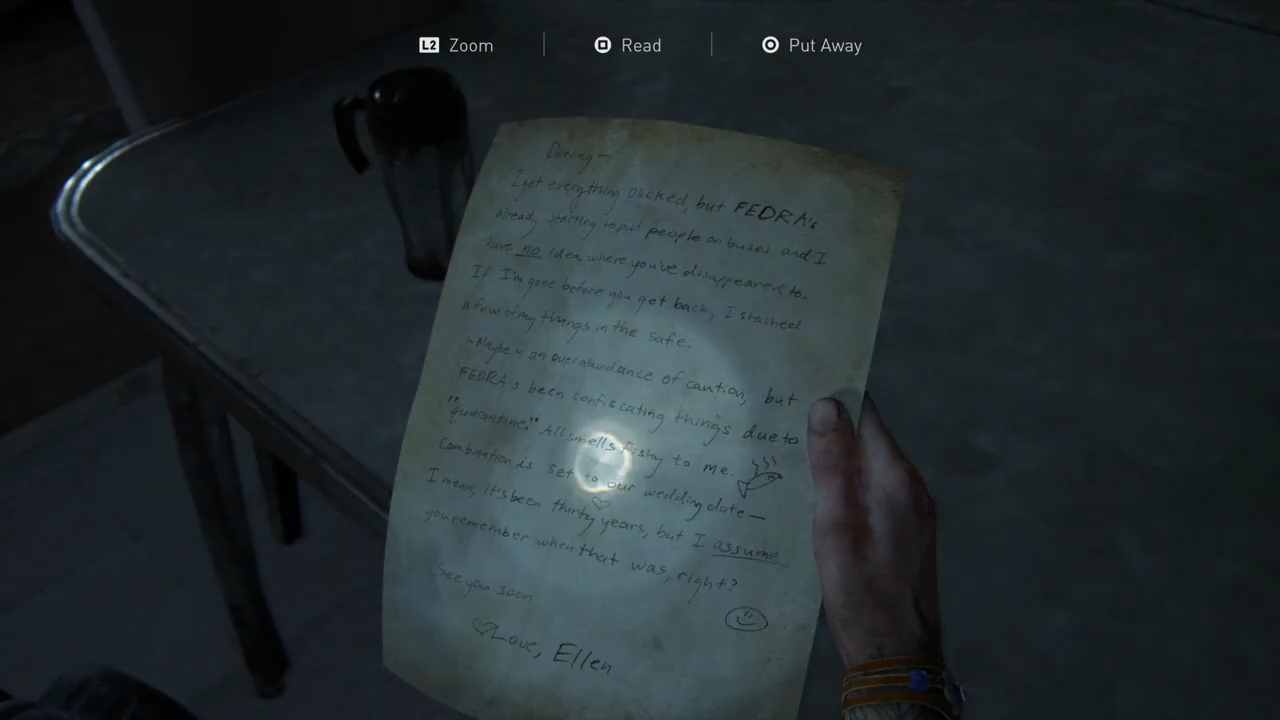 L2 Zoom
Read
Put Away
Darling—
I got everything packed, but FEDRA's
already starting to put people on buses and I
have no idea where you've disappeared to.
If I'm gone before you get back, I stashed
a few of my things in the safe.
~Maybe~ an overabundance of caution, but
FEDRA's been confiscating things due to
"quarantine." All smells fishy to me.
Combination is set to our wedding date—
I mean, it's been thirty years, but I assume
you remember when that was, right?
See you soon
Love, Ellen